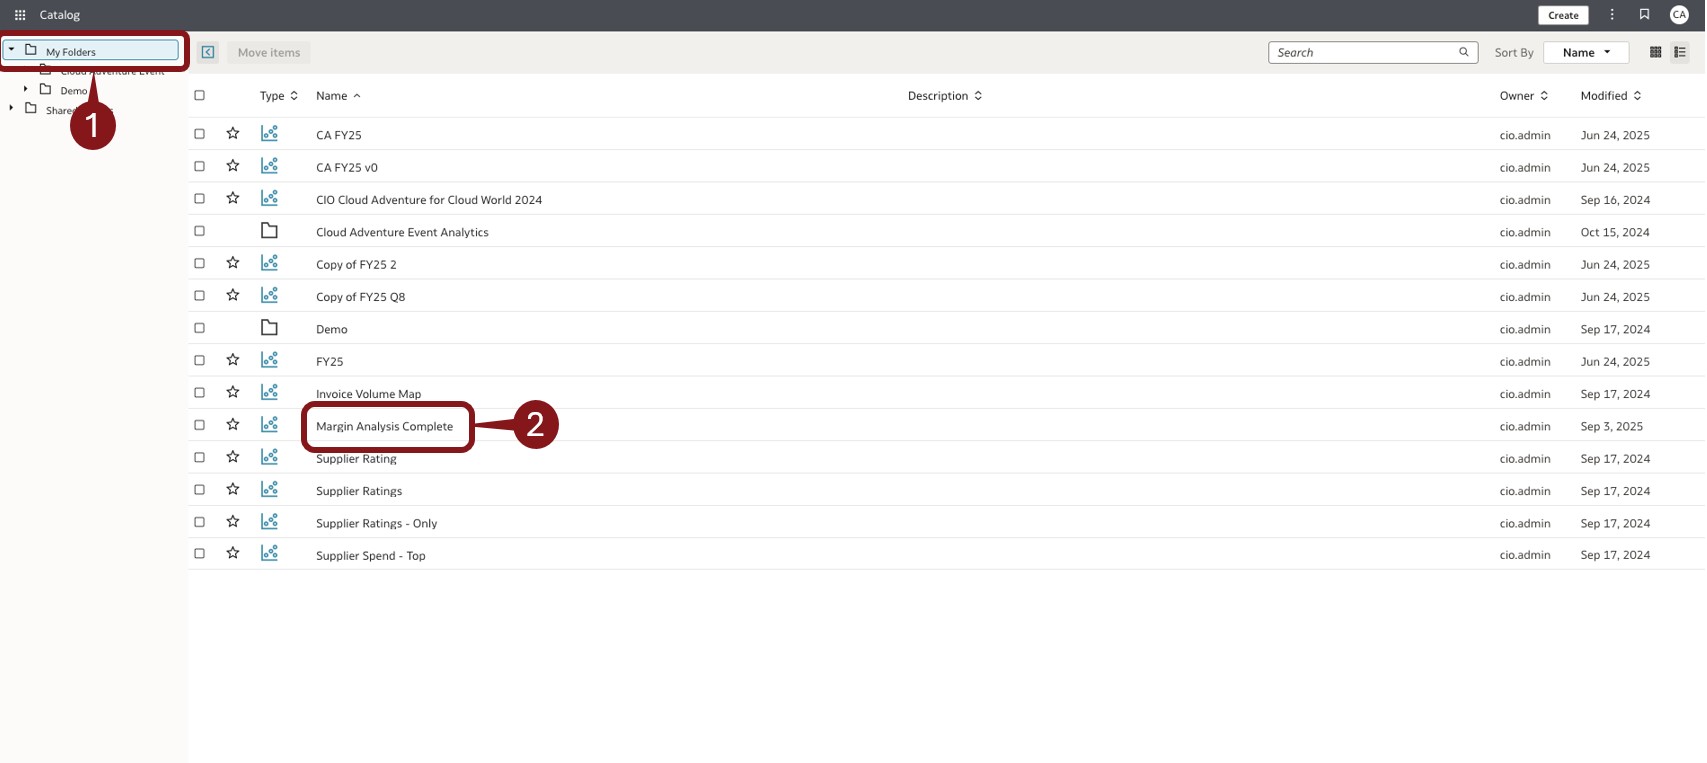 Catalog
Create
CA
My Folders
Move items
Search
Sort By
Name
Cloud Adventure Event
Demo
Shared
1
Type
Name
Description
Owner
Modified
CA FY25 cio.admin Jun 24, 2025
CA FY25 v0 cio.admin Jun 24, 2025
CIO Cloud Adventure for Cloud World 2024 cio.admin Sep 16, 2024
Cloud Adventure Event Analytics cio.admin Oct 15, 2024
Copy of FY25 2 cio.admin Jun 24, 2025
Copy of FY25 Q8 cio.admin Jun 24, 2025
Demo cio.admin Sep 17, 2024
FY25 cio.admin Jun 24, 2025
Invoice Volume Map cio.admin Sep 17, 2024
Margin Analysis Complete 2 cio.admin Sep 3, 2025
Supplier Rating cio.admin Sep 17, 2024
Supplier Ratings cio.admin Sep 17, 2024
Supplier Ratings - Only cio.admin Sep 17, 2024
Supplier Spend - Top cio.admin Sep 17, 2024